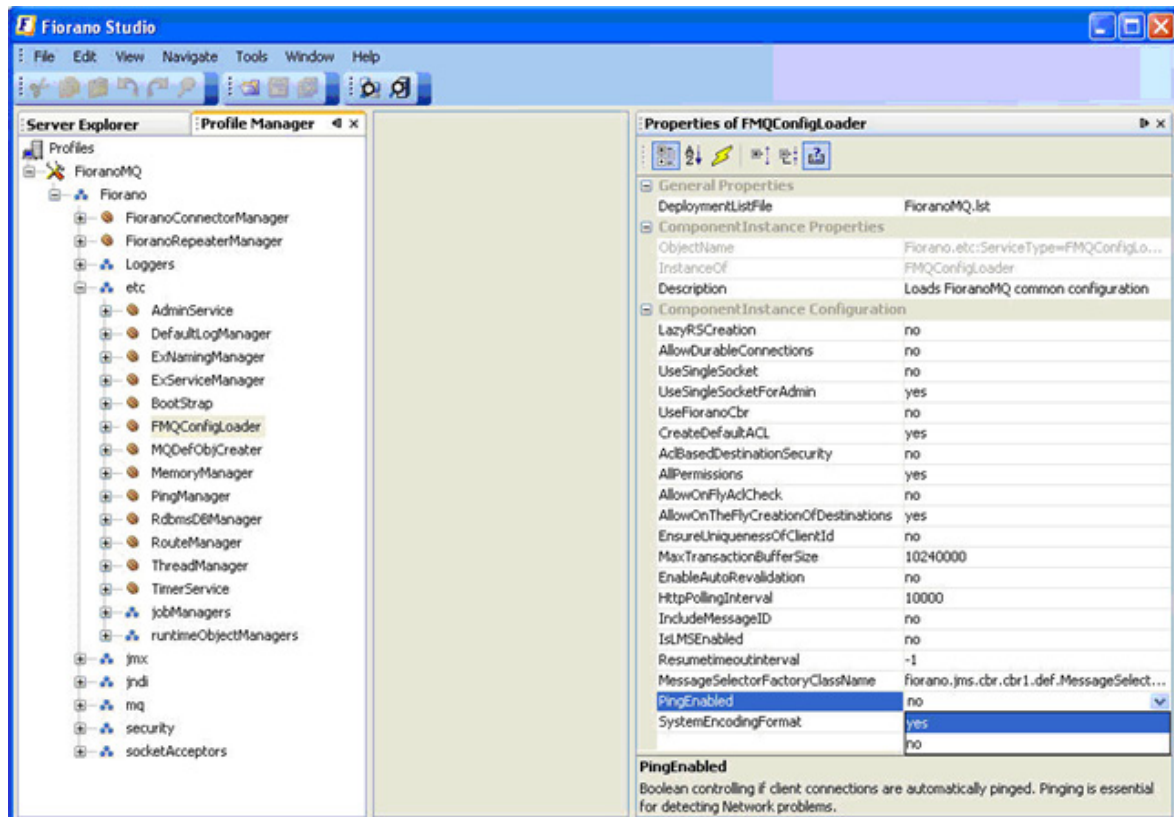 Fiorano Studio
File Edit View Navigate Tools Window Help
Server Explorer Profile Manager
Profiles
FioranoMQ
Fiorano
FioranoConnectorManager
FioranoRepeaterManager
Loggers
etc
AdminService
DefaultLogManager
ExNamingManager
ExServiceManager
BootStrap
FMQConfigLoader
MQDefObjCreater
MemoryManager
PingManager
RdbmsDBManager
RouteManager
ThreadManager
TimerService
jobManagers
runtimeObjectManagers
jmx
jndi
mq
security
socketAcceptors
Properties of FMQConfigLoader
General Properties
DeploymentListFile FioranoMQ.lst
ComponentInstance Properties
ObjectName Fiorano.etc:ServiceType=FMQConfigLo...
InstanceOf FMQConfigLoader
Description Loads FioranoMQ common configuration
ComponentInstance Configuration
LazyRSCreation no
AllowDurableConnections no
UseSingleSocket no
UseSingleSocketForAdmin yes
UseFioranoCbr no
CreateDefaultACL yes
AclBasedDestinationSecurity no
AllPermissions yes
AllowOnFlyAclCheck no
AllowOnTheFlyCreationOfDestinations yes
EnsureUniquenessOfClientId no
MaxTransactionBufferSize 10240000
EnableAutoRevalidation no
HttpPollingInterval 10000
IncludeMessageID no
IsLMSEnabled no
Resumetimeoutinterval -1
MessageSelectorFactoryClassName fiorano.jms.cbr.cbr1.def.MessageSelect...
PingEnabled no
SystemEncodingFormat yes
no
PingEnabled
Boolean controlling if client connections are automatically pinged. Pinging is essential
for detecting Network problems.